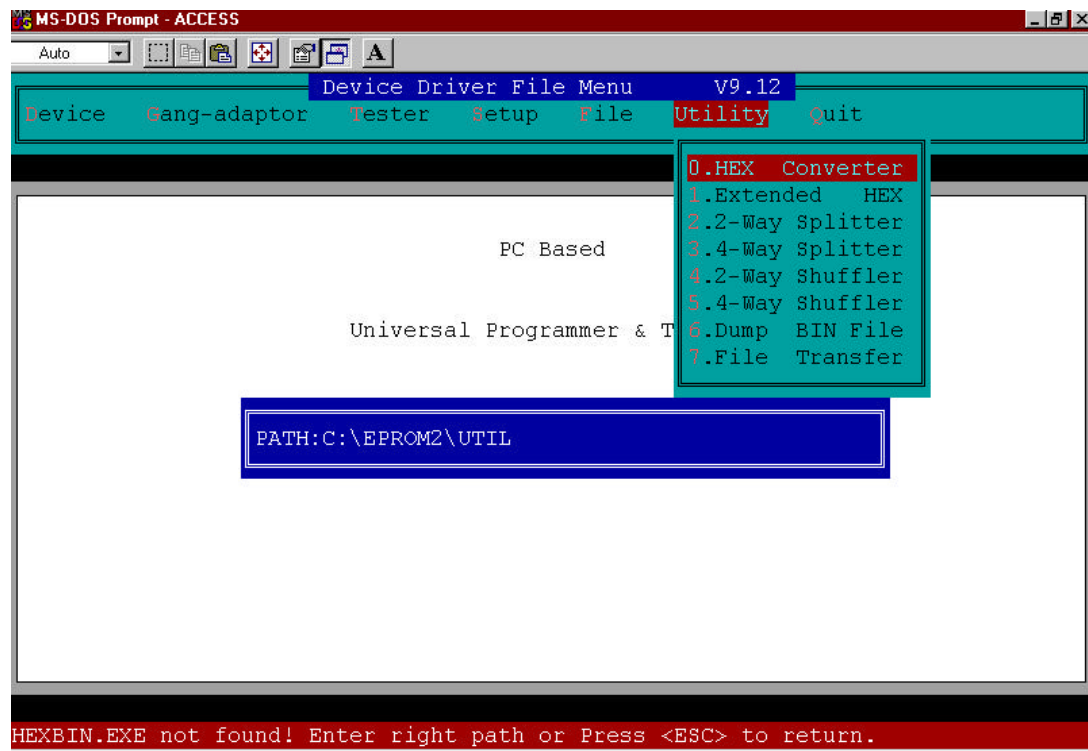 MS-DOS Prompt - ACCESS
Auto
A
Device Driver File Menu V9.12
Device Gang-adaptor Tester Setup File Utility Quit
0.HEX Converter
1.Extended HEX
2.2-Way Splitter
3.4-Way Splitter
4.2-Way Shuffler
5.4-Way Shuffler
6.Dump BIN File
7.File Transfer
PC Based
Universal Programmer & T
PATH:C:\EPROM2\UTIL
HEXBIN.EXE not found! Enter right path or Press <ESC> to return.